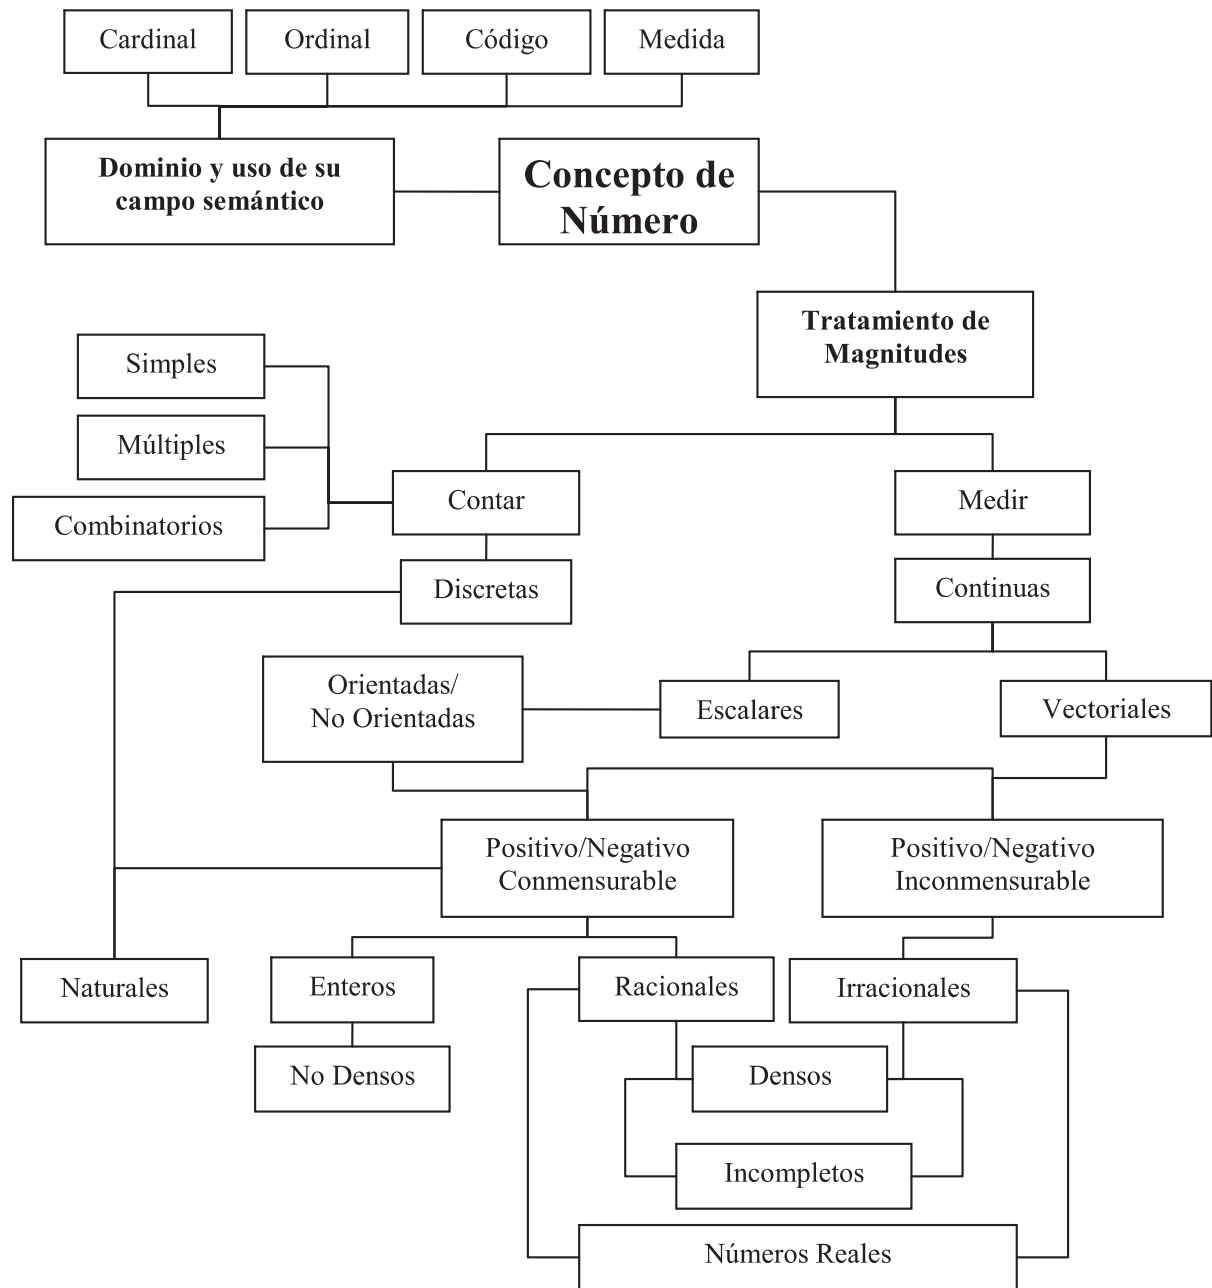 Cardinal
Ordinal
Código
Medida
Dominio y uso de su
campo semántico
Concepto de
Número
Tratamiento de
Magnitudes
Simples
Múltiples
Combinatorios
Contar
Medir
Discretas
Continuas
Orientadas/
No Orientadas
Escalares
Vectoriales
Positivo/Negativo
Conmensurable
Positivo/Negativo
Inconmensurable
Naturales
Enteros
Racionales
Irracionales
No Densos
Densos
Incompletos
Números Reales